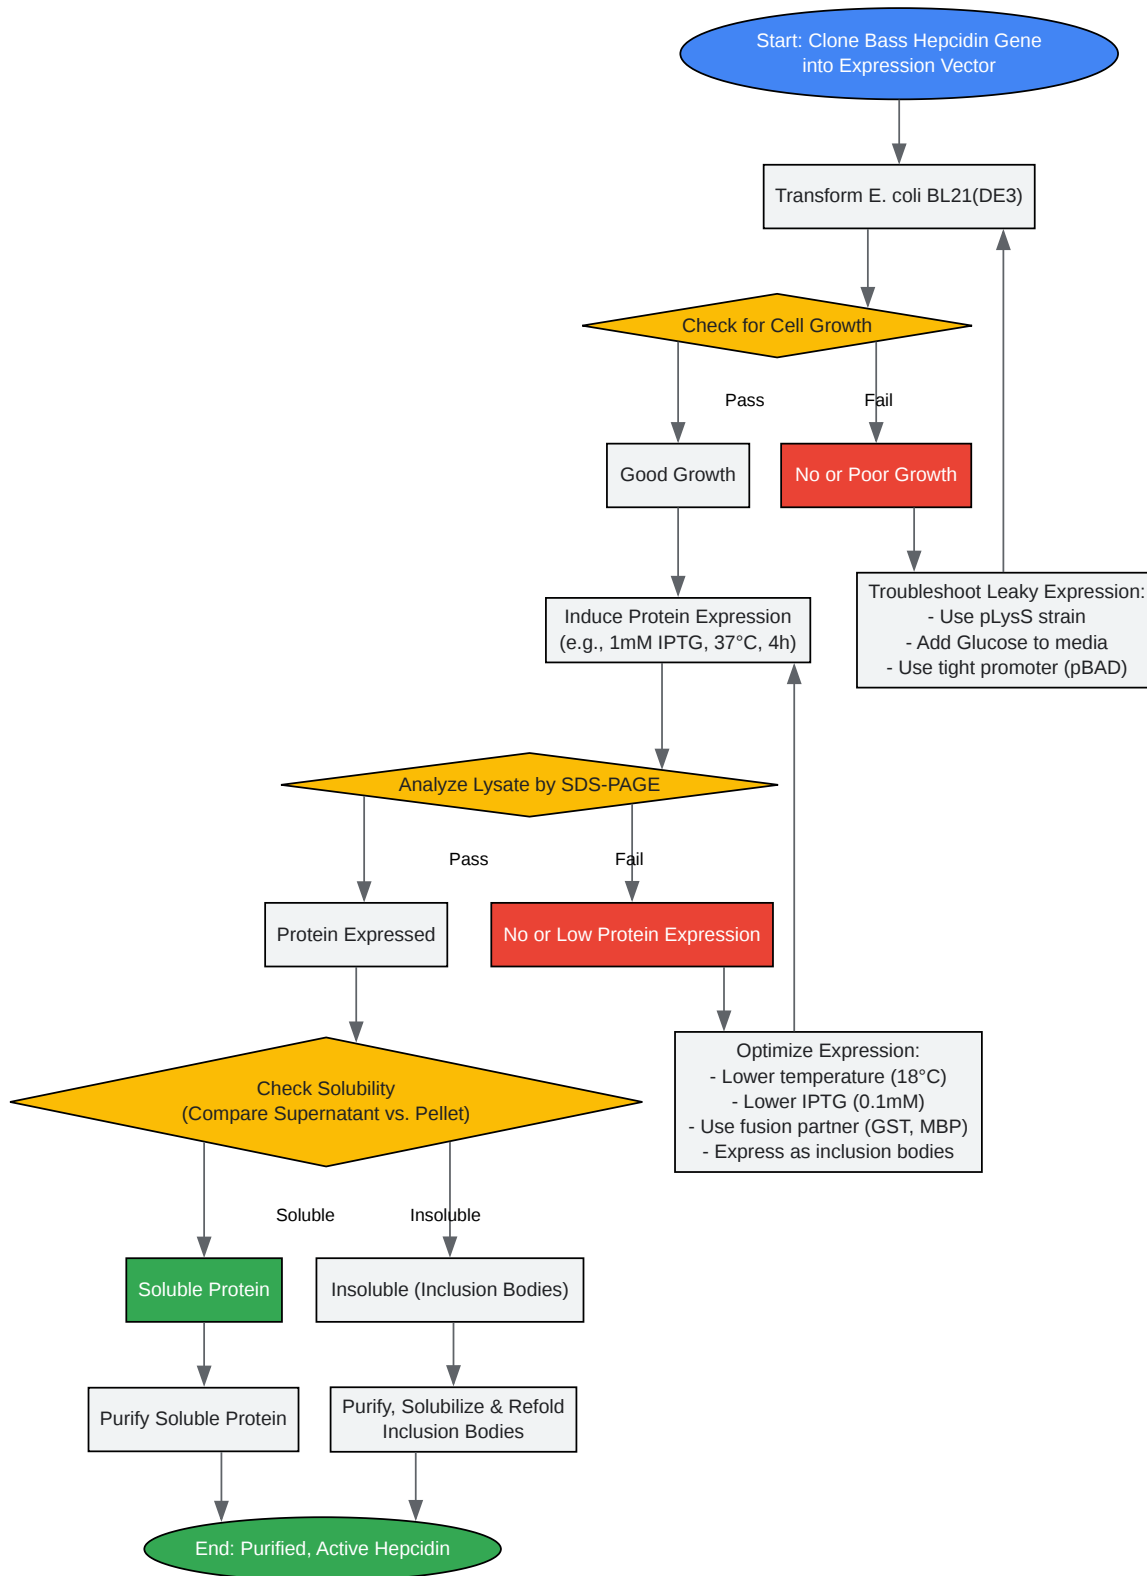 Start: Clone Bass Hepcidin Gene
into Expression Vector
Transform E. coli BL21(DE3)
Check for Cell Growth
Pass
Fail
Good Growth
No or Poor Growth
Troubleshoot Leaky Expression:
- Use pLysS strain
- Add Glucose to media
- Use tight promoter (pBAD)
Induce Protein Expression
(e.g., 1mM IPTG, 37°C, 4h)
Analyze Lysate by SDS-PAGE
Pass
Fail
Protein Expressed
No or Low Protein Expression
Optimize Expression:
- Lower temperature (18°C)
- Lower IPTG (0.1mM)
- Use fusion partner (GST, MBP)
- Express as inclusion bodies
Check Solubility
(Compare Supernatant vs. Pellet)
Soluble
Insoluble
Soluble Protein
Insoluble (Inclusion Bodies)
Purify Soluble Protein
Purify, Solubilize & Refold
Inclusion Bodies
End: Purified, Active Hepcidin